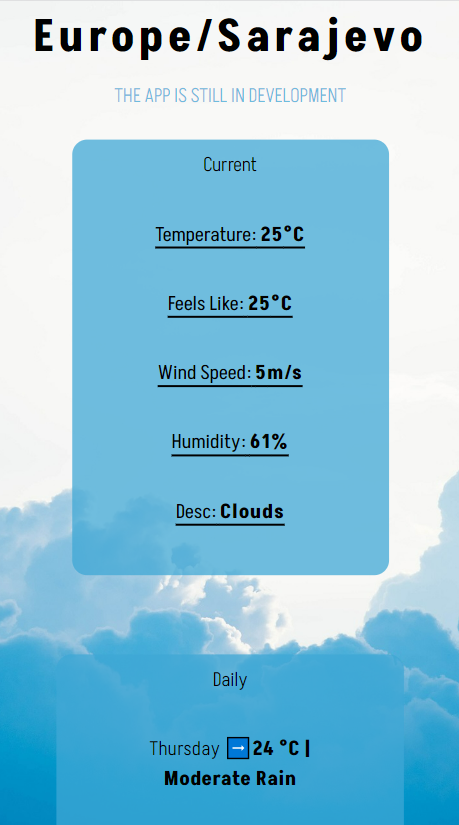 Europe/Sarajevo
THE APP IS STILL IN DEVELOPMENT
Current
Temperature: 25°C
Feels Like: 25°C
Wind Speed: 5m/s
Humidity: 61%
Desc: Clouds
Daily
Thursday ➡️ 24 °C |
Moderate Rain